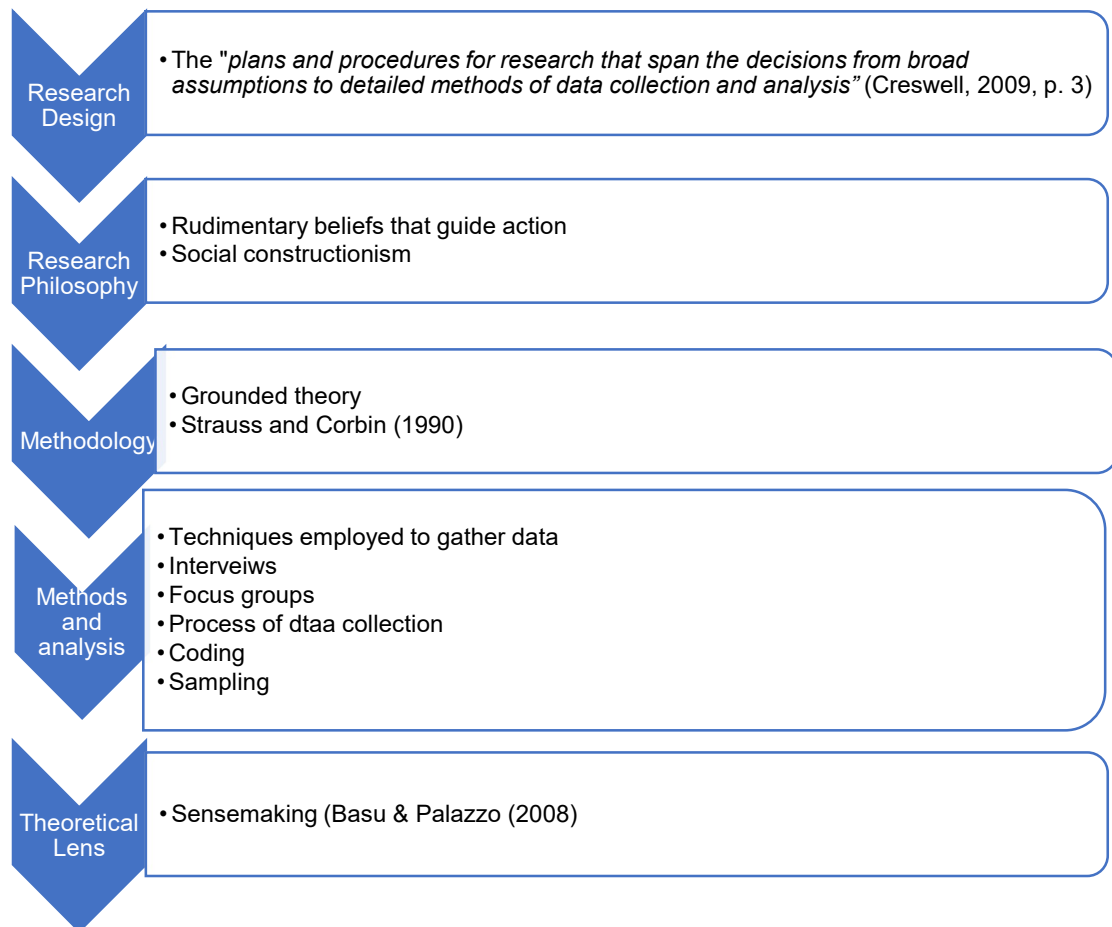 Research
Design
• The "plans and procedures for research that span the decisions from broad
assumptions to detailed methods of data collection and analysis” (Creswell, 2009, p. 3)
Research
Philosophy
• Rudimentary beliefs that guide action
• Social constructionism
Methodology
• Grounded theory
• Strauss and Corbin (1990)
Methods
and
analysis
• Techniques employed to gather data
• Interveiws
• Focus groups
• Process of dtaa collection
• Coding
• Sampling
Theoretical
Lens
• Sensemaking (Basu & Palazzo (2008)